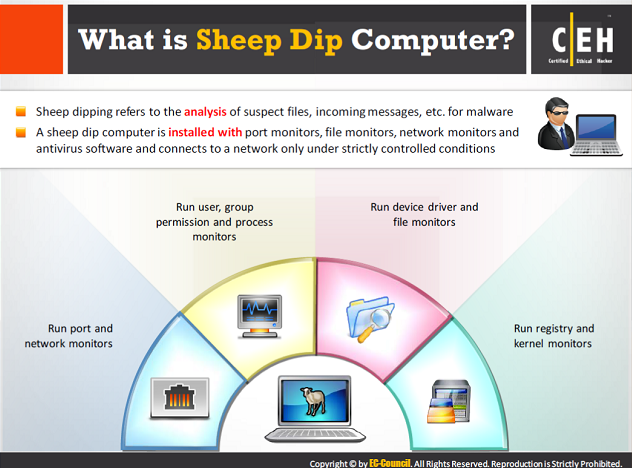 What is Sheep Dip Computer?
C|EH
Certified Ethical Hacker
Sheep dipping refers to the analysis of suspect files, incoming messages, etc. for malware
A sheep dip computer is installed with port monitors, file monitors, network monitors and
antivirus software and connects to a network only under strictly controlled conditions
Run user, group
permission and process
monitors
Run device driver and
file monitors
Run port and
network monitors
Run registry and
kernel monitors
Copyright © by EC-Council. All Rights Reserved. Reproduction is Strictly Prohibited.